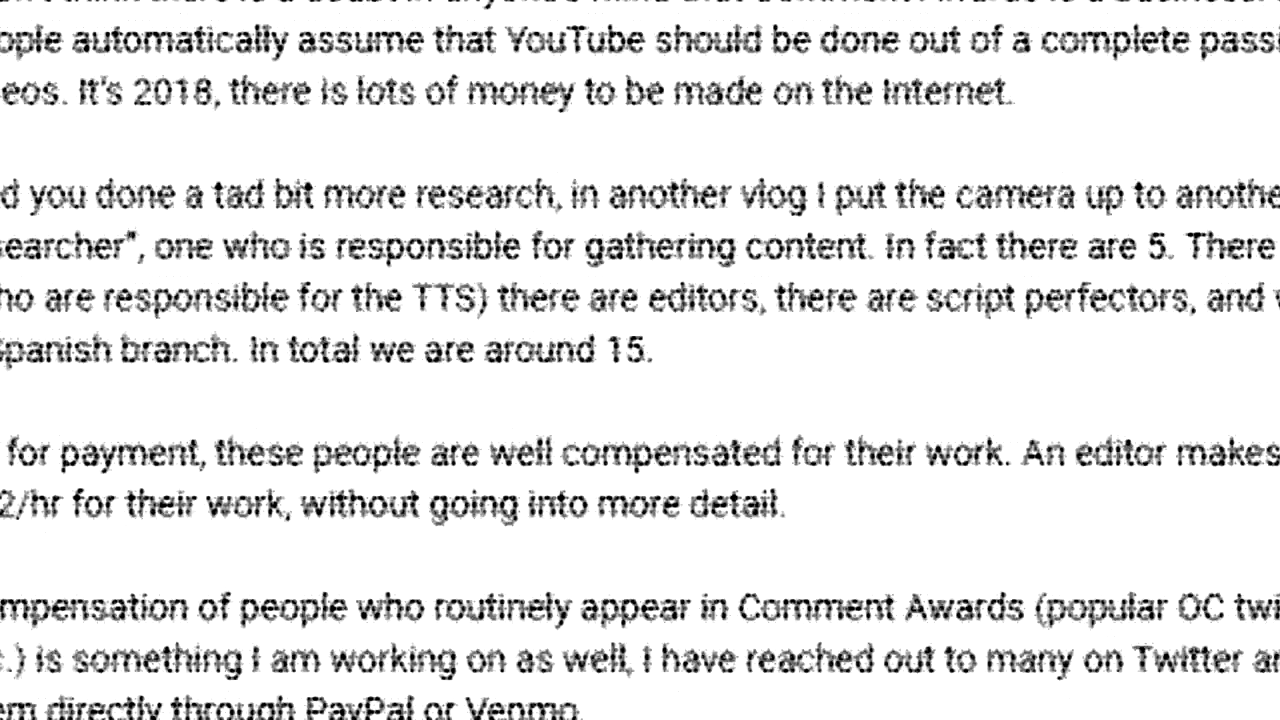 ople automatically assume that YouTube should be done out of a complete passi
eos. It's 2018, there is lots of money to be made on the Internet.
d you done a tad bit more research, in another vlog I put the camera up to anothe
searcher", one who is responsible for gathering content. In fact there are 5. There
ho are responsible for the TTS) there are editors, there are script perfectors, and
Spanish branch. In total we are around 15.
for payment, these people are well compensated for their work. An editor makes
2/hr for their work, without going into more detail.
mpensation of people who routinely appear in Comment Awards (popular OC twi
c.) is something I am working on as well, I have reached out to many on Twitter an
em directly through PayPal or Venmo.